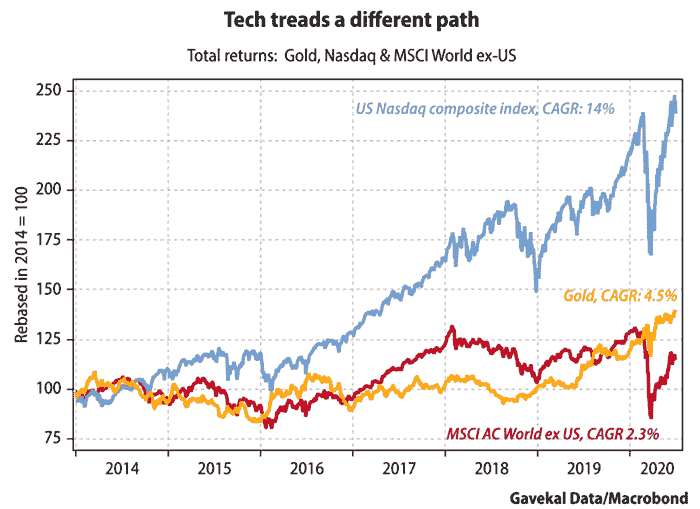 Tech treads a different path
Total returns: Gold, Nasdaq & MSCI World ex-US
Rebased in 2014 = 100
250
225
200
175
150
125
100
75
US Nasdaq composite index, CAGR: 14%
Gold, CAGR: 4.5%
MSCI AC World ex US, CAGR 2.3%
2014 2015 2016 2017 2018 2019 2020
Gavekal Data/Macrobond